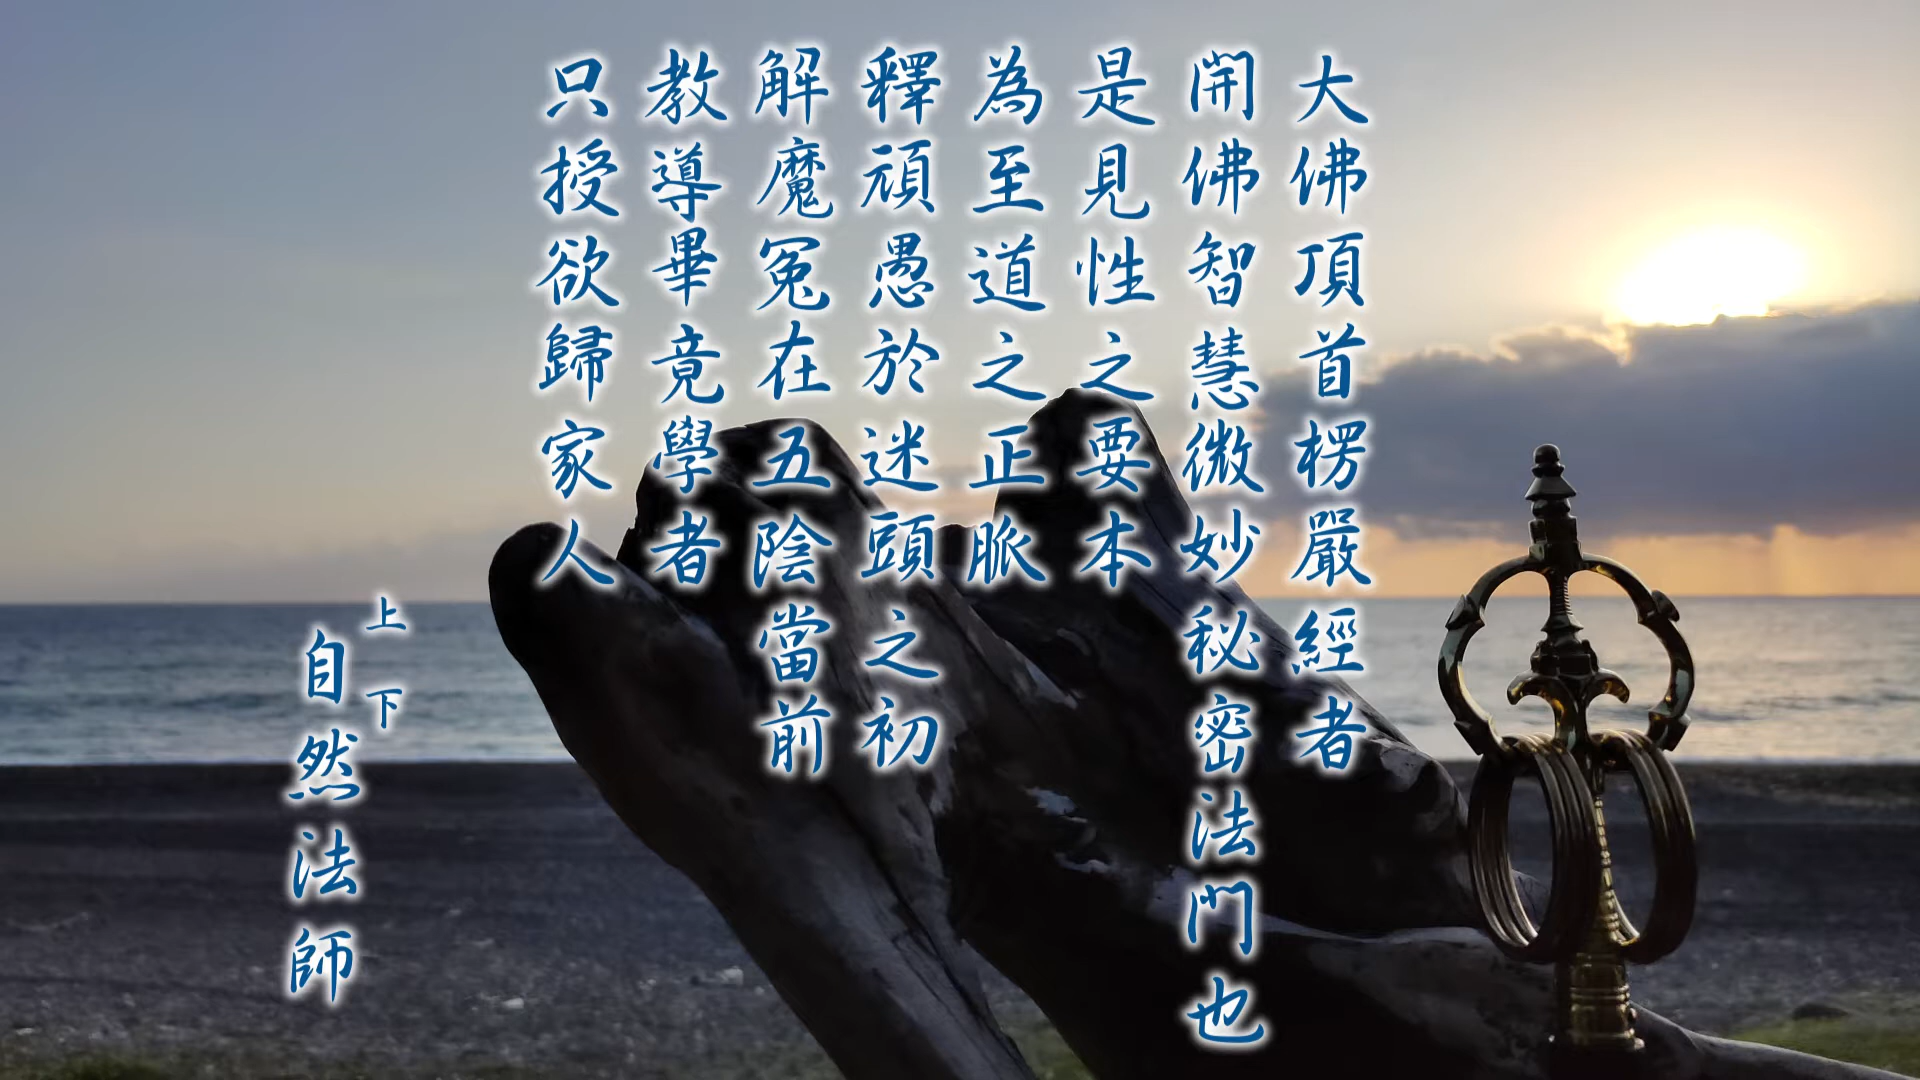 大佛頂首楞嚴經者
開佛智慧微妙秘密法門也
是見性之要本
為至道之正脈
釋頑愚於迷頭之初
解魔冤在五陰當前
教導畢竟學者
只授欲歸家人
上下
自然法師